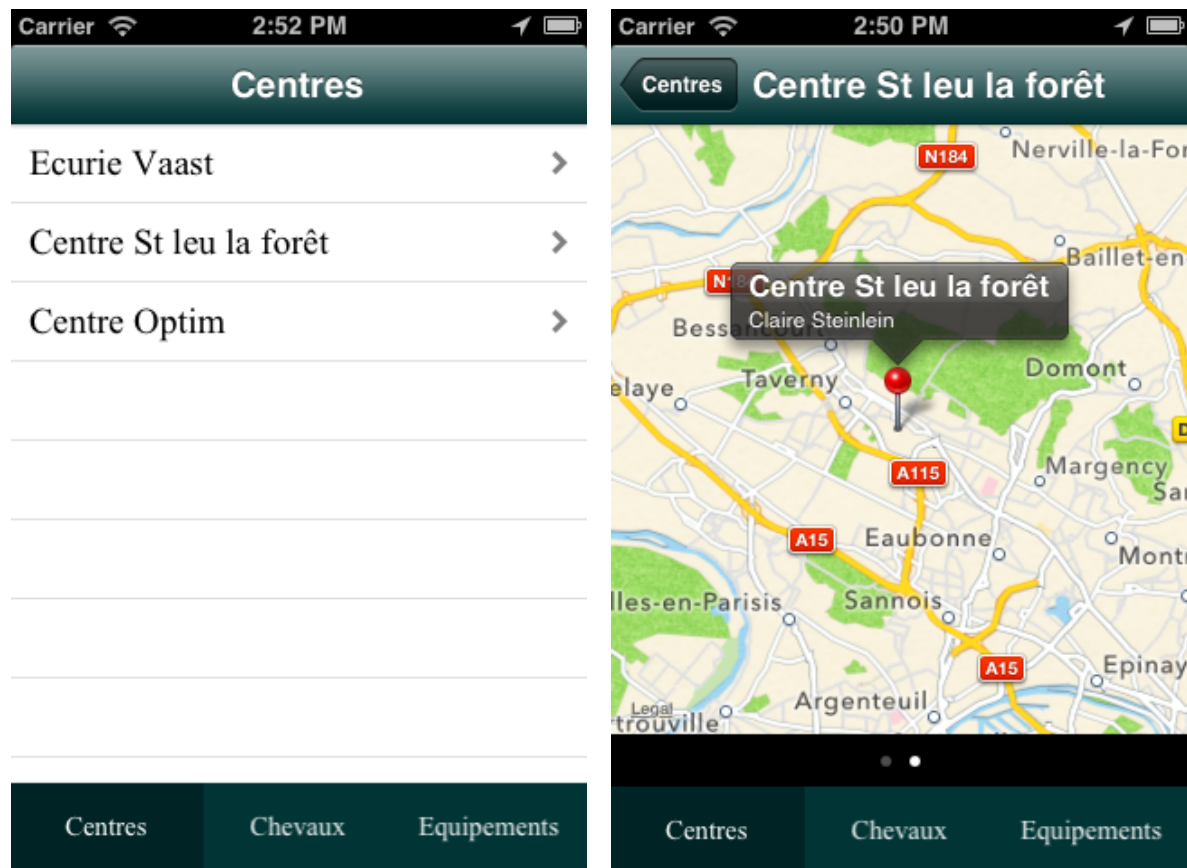 Carrier 2:52 PM
Centres
Ecurie Vaast
Centre St leu la forêt
Centre Optim
Centres Chevaux Equipements
Carrier 2:50 PM
Centres Centre St leu la forêt
N184
Nerville-la-For
Baillet-en
Centre St leu la forêt
Claire Steinlein
Domont
Taverny
elaye
A115
Margency
Sar
A15
Eaubonne
Montr
lles-en-Parisis
Sannois
A15
Epinay
Argenteuil
Legal
trouville
Centres Chevaux Equipements